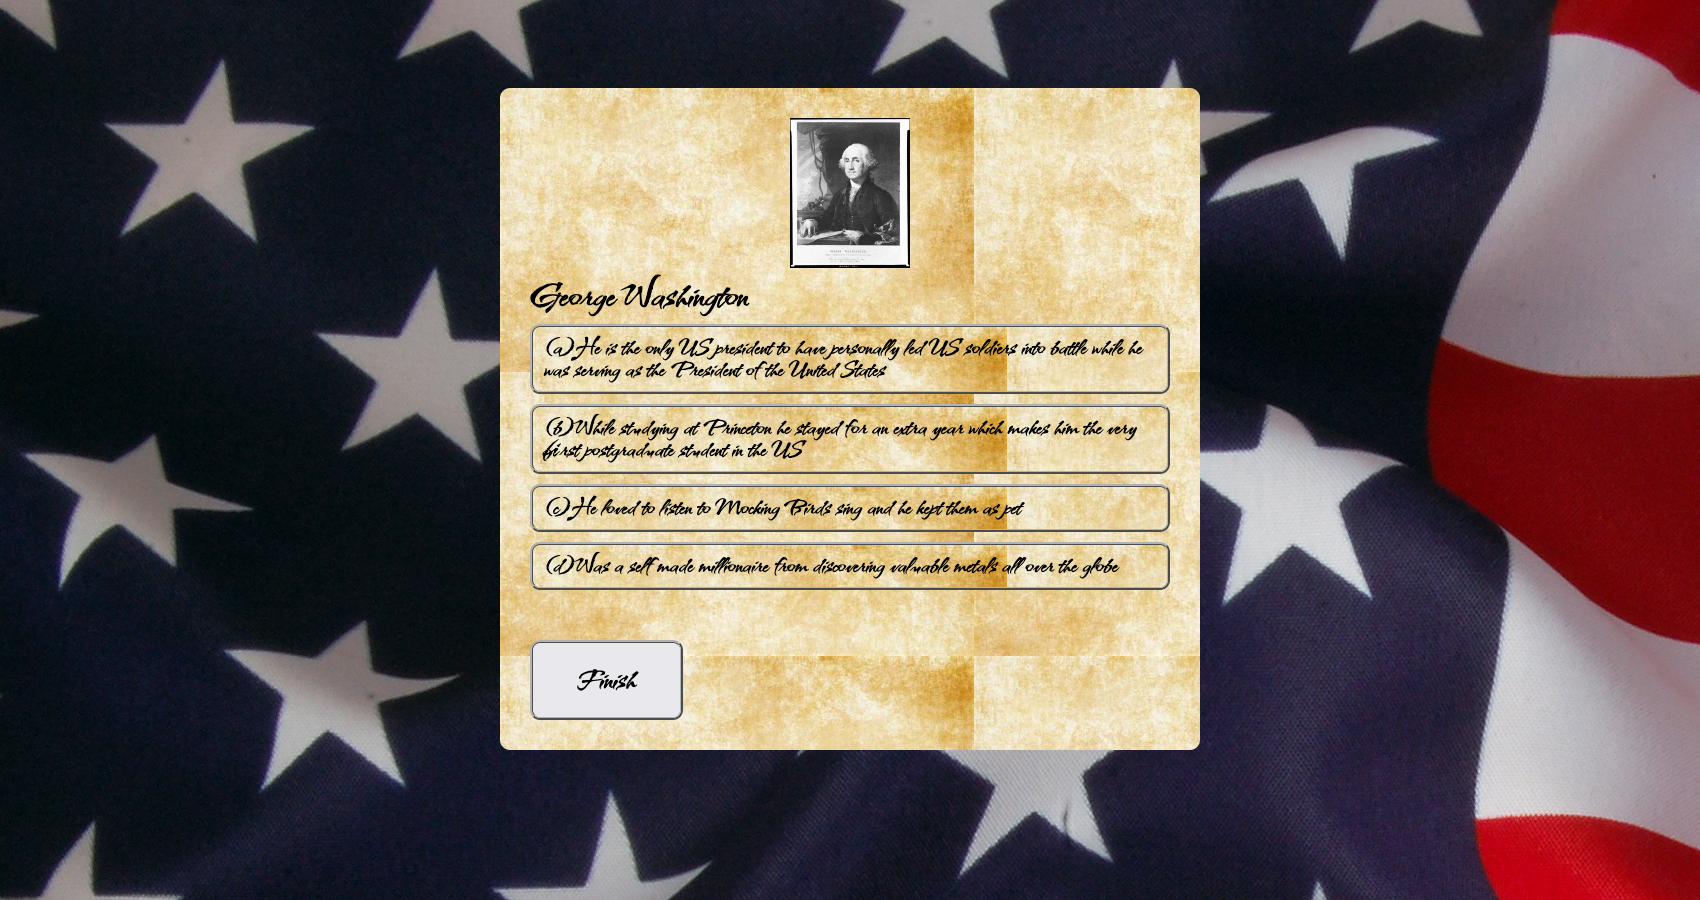 George Washington
(a)He is the only US president to have personally led US soldiers into battle while he
was serving as the President of the United States
(b)While studying at Princeton he stayed for an extra year which makes him the very
first postgraduate student in the US
(c)He loved to listen to Mocking Birds sing and he kept them as pet
(d)Was a self made millionaire from discovering valuable metals all over the globe
Finish